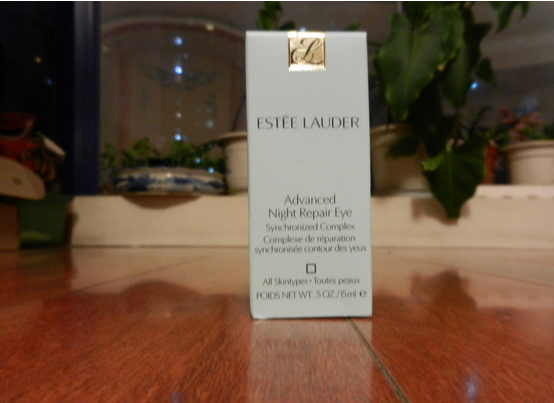 ESTĒE LAUDER
Advanced
Night Repair Eye
Synchronized Complex
Complexe de réparation
synchronisée contour des yeux
All Skintypes • Toutes peaux
POIDS NET WT. .5 OZ./15ml ℮